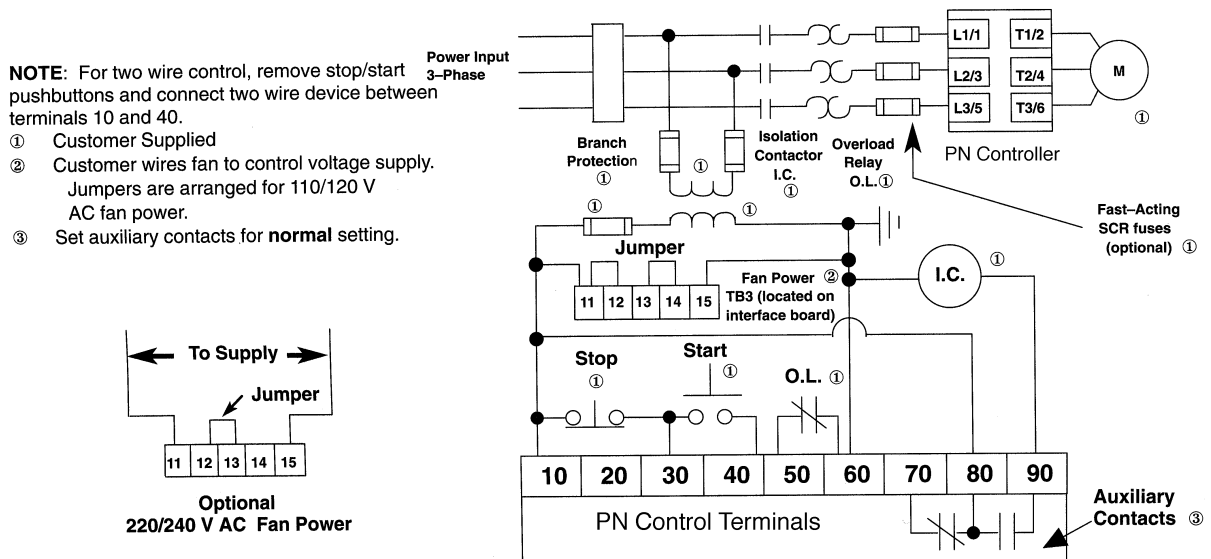 NOTE: For two wire control, remove stop/start
pushbuttons and connect two wire device between
terminals 10 and 40.
① Customer Supplied
② Customer wires fan to control voltage supply.
Jumpers are arranged for 110/120 V
AC fan power.
③ Set auxiliary contacts for normal setting.
Power Input
3–Phase
L1/1 T1/2
L2/3 T2/4
L3/5 T3/6
M
①
PN Controller
Branch
Protection
①
①
Isolation
Contactor
I.C.
①
Overload
Relay
O.L. ①
Fast–Acting
SCR fuses
(optional) ①
①
①
Jumper
11 12 13 14 15
Fan Power ②
TB3 (located on
interface board)
I.C.
①
Stop
①
Start
①
O.L. ①
10 20 30 40 50 60 70 80 90
PN Control Terminals
Auxiliary
Contacts ③
To Supply
Jumper
11 12 13 14 15
Optional
220/240 V AC Fan Power